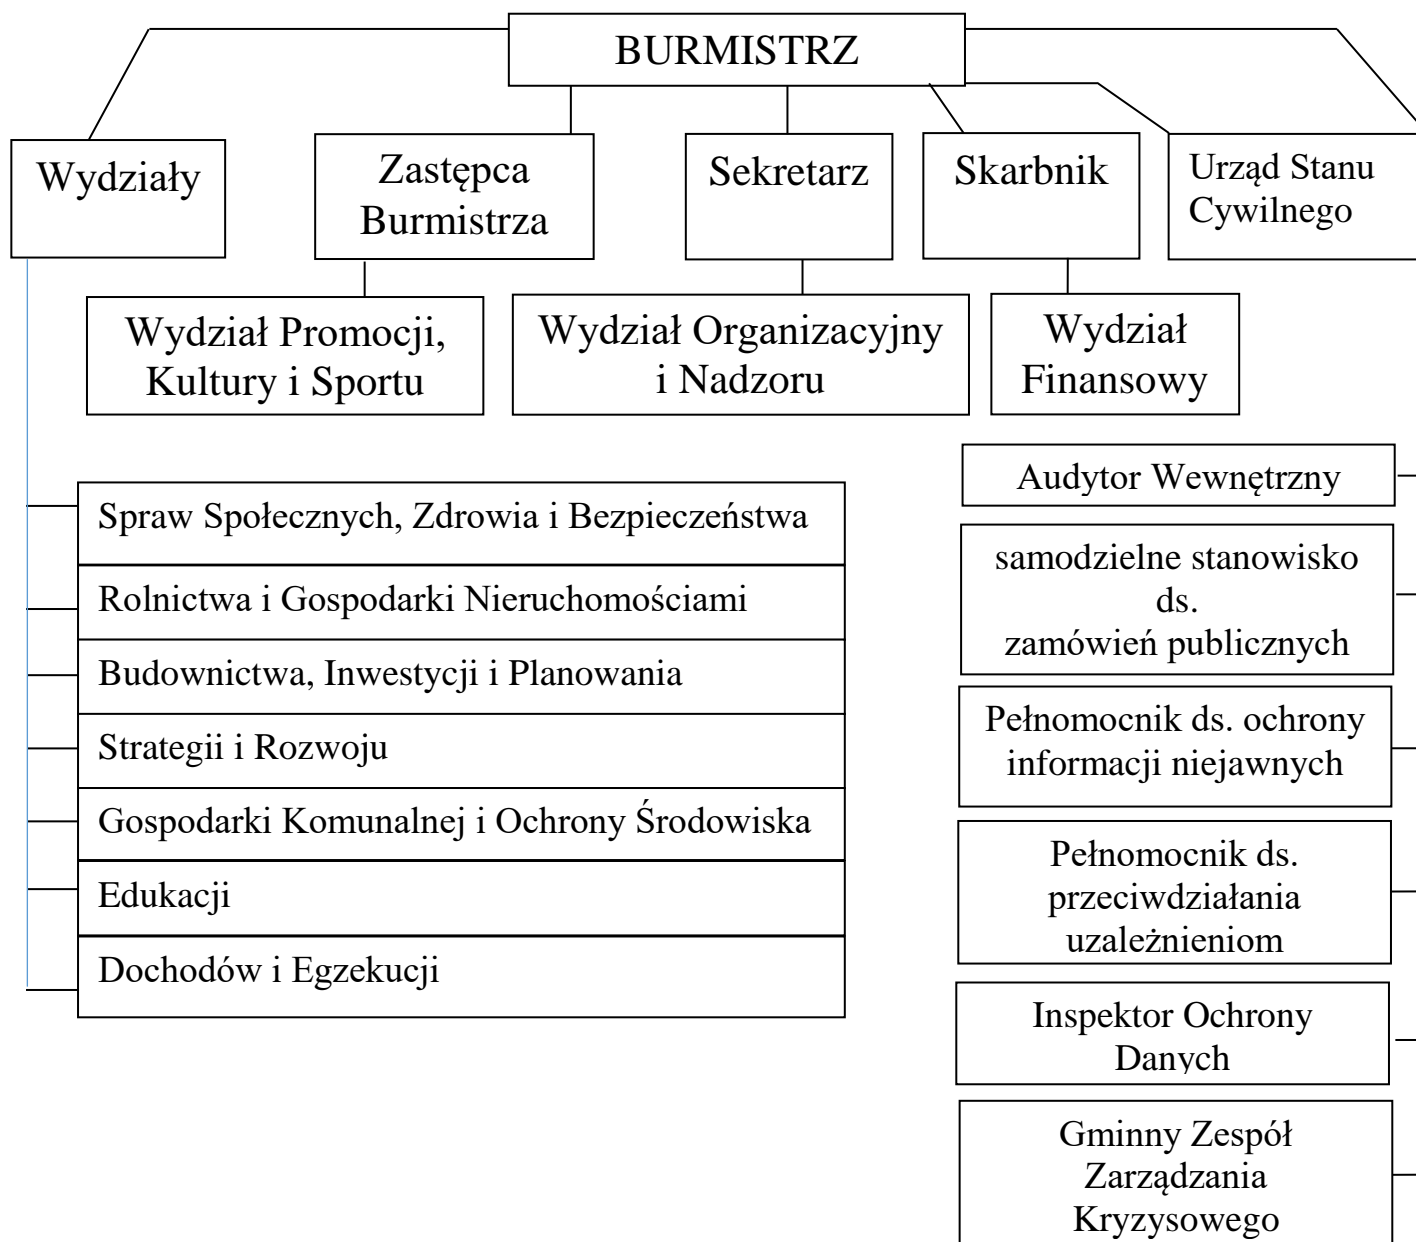 BURMISTRZ
Wydziały
Zastępca
Burmistrza
Sekretarz
Skarbnik
Urząd Stanu
Cywilnego
Wydział Promocji,
Kultury i Sportu
Wydział Organizacyjny
i Nadzoru
Wydział
Finansowy
Spraw Społecznych, Zdrowia i Bezpieczeństwa
Rolnictwa i Gospodarki Nieruchomościami
Budownictwa, Inwestycji i Planowania
Strategii i Rozwoju
Gospodarki Komunalnej i Ochrony Środowiska
Edukacji
Dochodów i Egzekucji
Audytor Wewnętrzny
samodzielne stanowisko
ds.
zamówień publicznych
Pełnomocnik ds. ochrony
informacji niejawnych
Pełnomocnik ds.
przeciwdziałania
uzależnieniom
Inspektor Ochrony
Danych
Gminny Zespół
Zarządzania
Kryzysowego